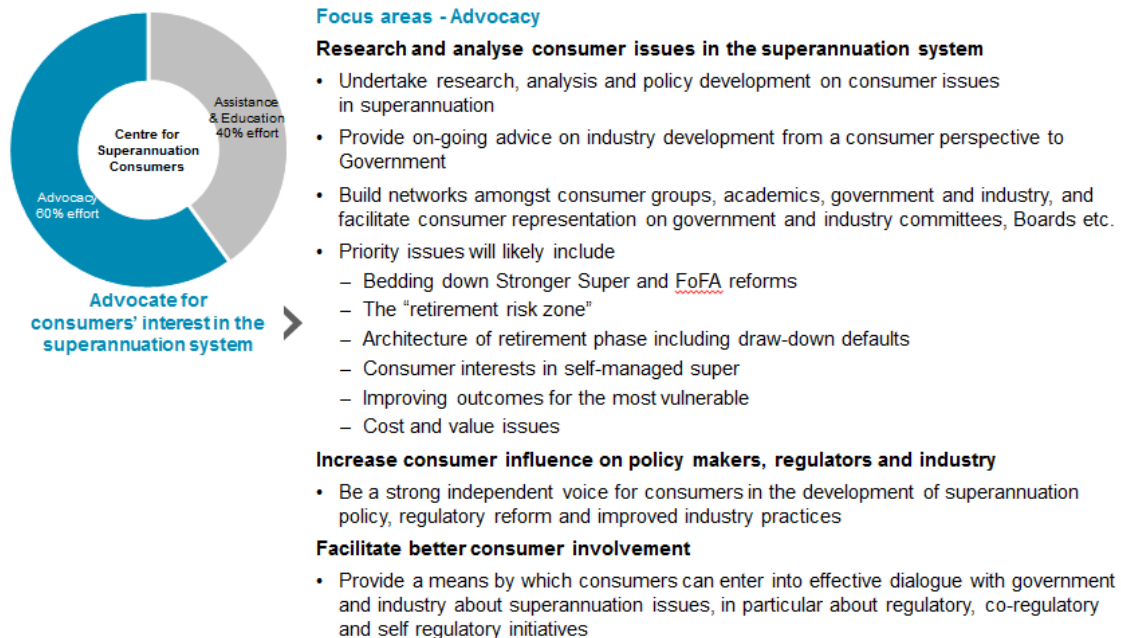 Assistance
& Education
40% effort
Centre for
Superannuation
Consumers
Advocacy
60% effort
Advocate for
consumers' interest in the
superannuation system
Focus areas - Advocacy
Research and analyse consumer issues in the superannuation system
• Undertake research, analysis and policy development on consumer issues
in superannuation
• Provide on-going advice on industry development from a consumer perspective to
Government
• Build networks amongst consumer groups, academics, government and industry, and
facilitate consumer representation on government and industry committees, Boards etc.
• Priority issues will likely include
– Bedding down Stronger Super and FoFA reforms
– The “retirement risk zone”
– Architecture of retirement phase including draw-down defaults
– Consumer interests in self-managed super
– Improving outcomes for the most vulnerable
– Cost and value issues
Increase consumer influence on policy makers, regulators and industry
• Be a strong independent voice for consumers in the development of superannuation
policy, regulatory reform and improved industry practices
Facilitate better consumer involvement
• Provide a means by which consumers can enter into effective dialogue with government
and industry about superannuation issues, in particular about regulatory, co-regulatory
and self regulatory initiatives